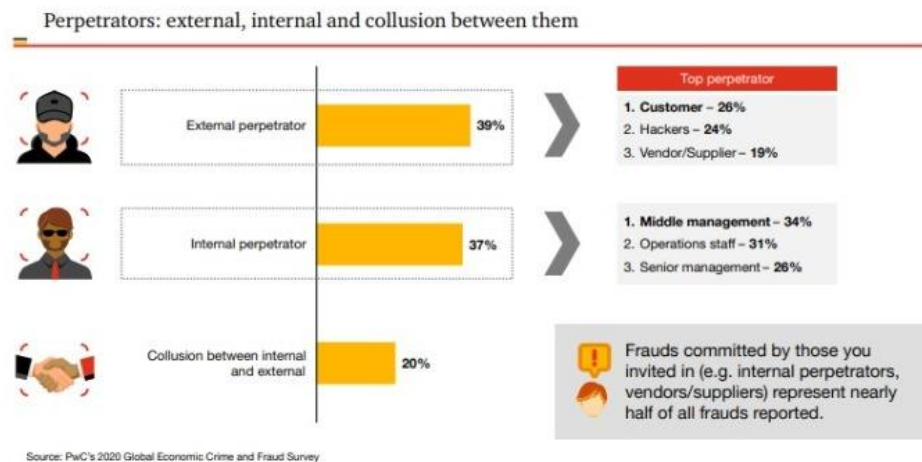 Perpetrators: external, internal and collusion between them
External perpetrator
39%
Top perpetrator
1. Customer – 26%
2. Hackers – 24%
3. Vendor/Supplier – 19%
Internal perpetrator
37%
1. Middle management – 34%
2. Operations staff – 31%
3. Senior management – 26%
Collusion between internal
and external
20%
!
Frauds committed by those you
invited in (e.g. internal perpetrators,
vendors/suppliers) represent nearly
half of all frauds reported.
Source: PwC's 2020 Global Economic Crime and Fraud Survey